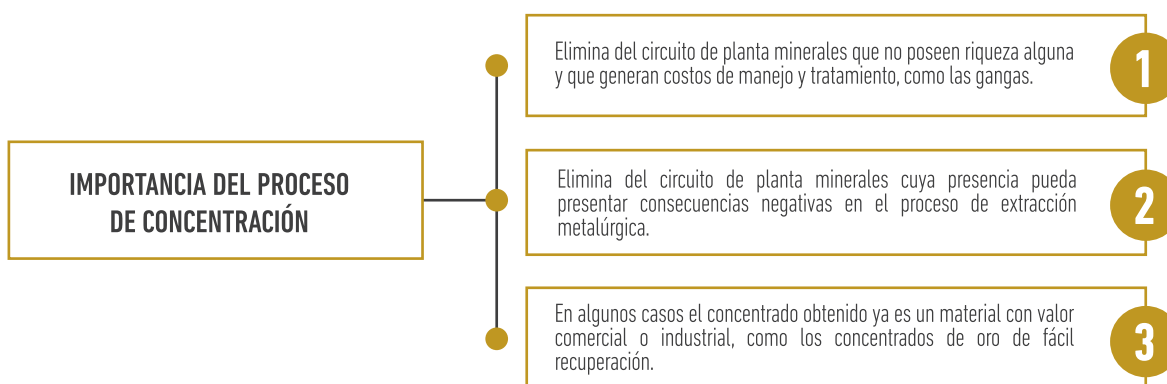 IMPORTANCIA DEL PROCESO
DE CONCENTRACIÓN
Elimina del circuito de planta minerales que no poseen riqueza alguna
y que generan costos de manejo y tratamiento, como las gangas.
1
Elimina del circuito de planta minerales cuya presencia pueda
presentar consecuencias negativas en el proceso de extracción
metalúrgica.
2
En algunos casos el concentrado obtenido ya es un material con valor
comercial o industrial, como los concentrados de oro de fácil
recuperación.
3